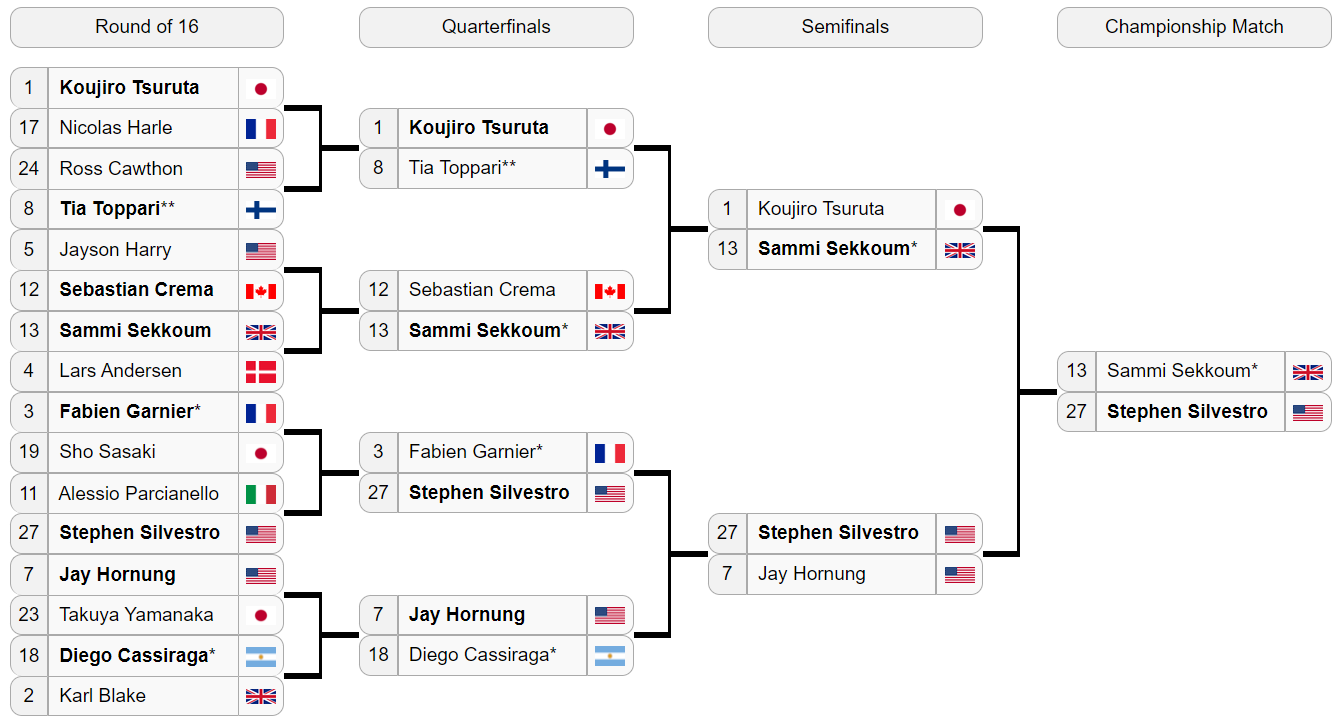 Round of 16
Quarterfinals
Semifinals
Championship Match
1 Koujiro Tsuruta
17 Nicolas Harle
24 Ross Cawthon
8 Tia Toppari**
5 Jayson Harry
12 Sebastian Crema
13 Sammi Sekkoum
4 Lars Andersen
3 Fabien Garnier*
19 Sho Sasaki
11 Alessio Parcianello
27 Stephen Silvestro
7 Jay Hornung
23 Takuya Yamanaka
18 Diego Cassiraga*
2 Karl Blake
1 Koujiro Tsuruta
8 Tia Toppari**
12 Sebastian Crema
13 Sammi Sekkoum*
3 Fabien Garnier*
27 Stephen Silvestro
7 Jay Hornung
18 Diego Cassiraga*
1 Koujiro Tsuruta
13 Sammi Sekkoum*
27 Stephen Silvestro
7 Jay Hornung
13 Sammi Sekkoum*
27 Stephen Silvestro